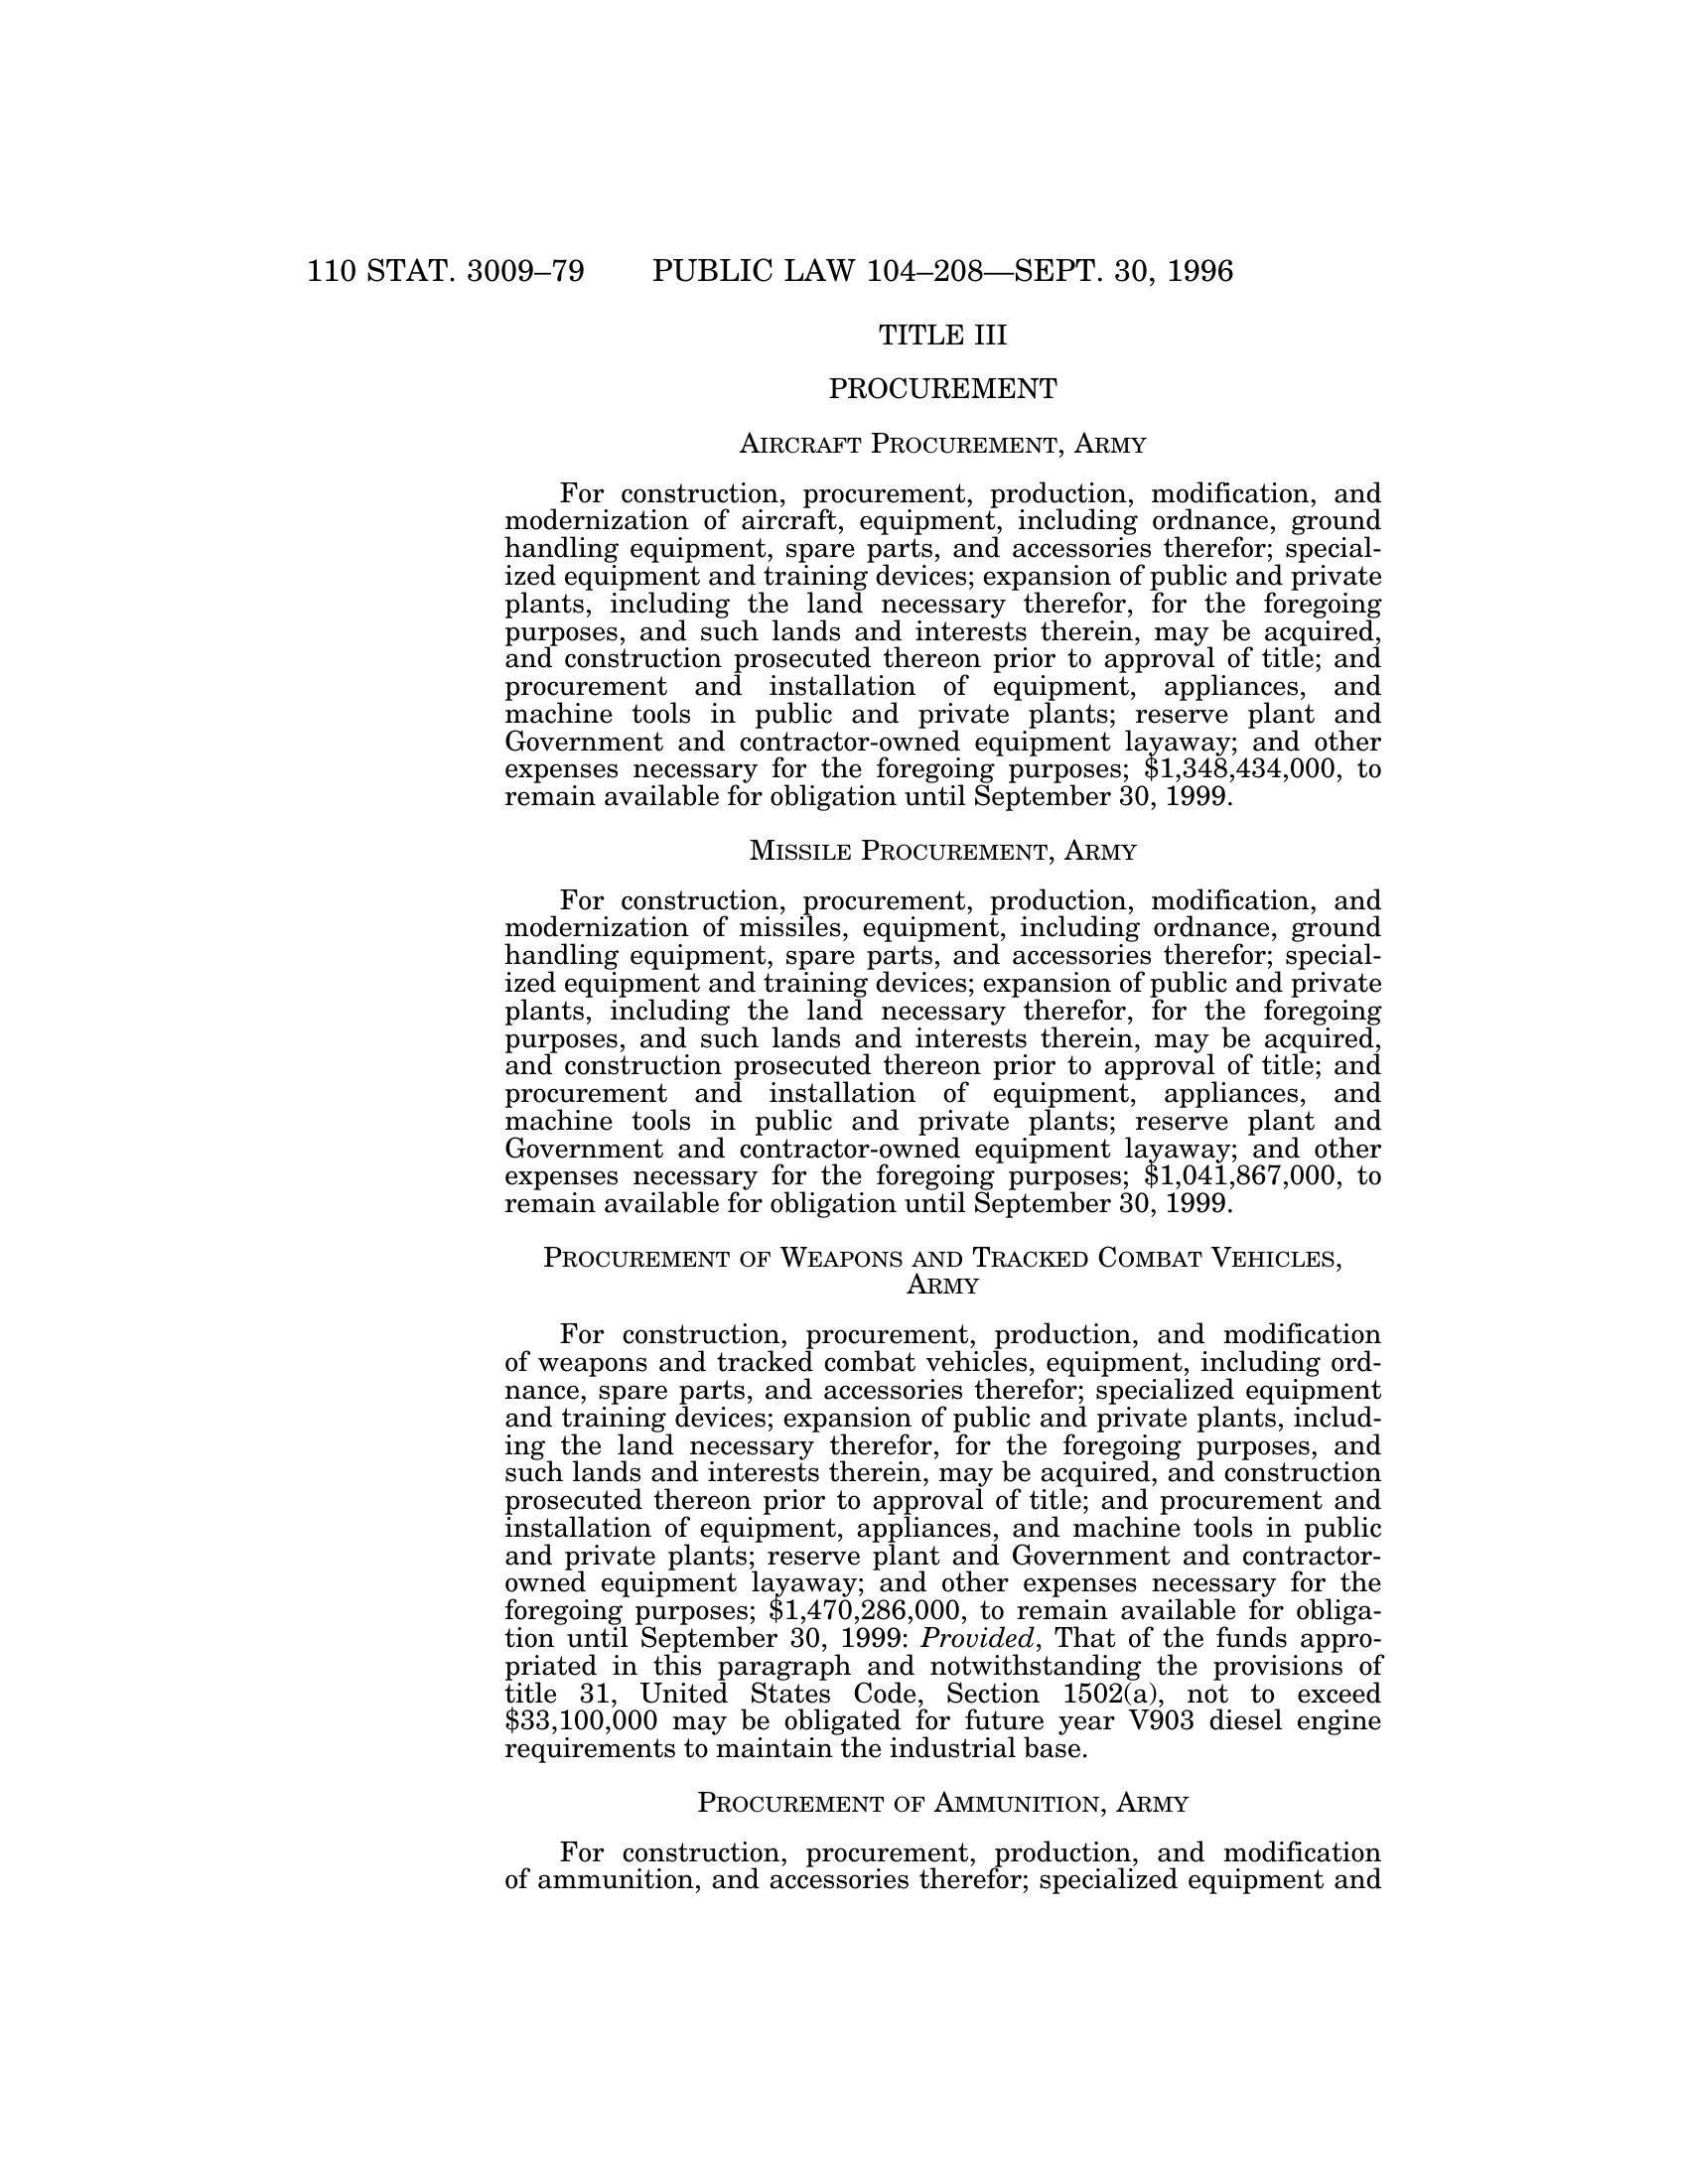 110 STAT. 3009–79 PUBLIC LAW 104–208—SEPT. 30, 1996
TITLE III
PROCUREMENT
AIRCRAFT PROCUREMENT, ARMY
For construction, procurement, production, modification, and
modernization of aircraft, equipment, including ordnance, ground
handling equipment, spare parts, and accessories therefor; special-
ized equipment and training devices; expansion of public and private
plants, including the land necessary therefor, for the foregoing
purposes, and such lands and interests therein, may be acquired,
and construction prosecuted thereon prior to approval of title; and
procurement and installation of equipment, appliances, and
machine tools in public and private plants; reserve plant and
Government and contractor-owned equipment layaway; and other
expenses necessary for the foregoing purposes; $1,348,434,000, to
remain available for obligation until September 30, 1999.
MISSILE PROCUREMENT, ARMY
For construction, procurement, production, modification, and
modernization of missiles, equipment, including ordnance, ground
handling equipment, spare parts, and accessories therefor; special-
ized equipment and training devices; expansion of public and private
plants, including the land necessary therefor, for the foregoing
purposes, and such lands and interests therein, may be acquired,
and construction prosecuted thereon prior to approval of title; and
procurement and installation of equipment, appliances, and
machine tools in public and private plants; reserve plant and
Government and contractor-owned equipment layaway; and other
expenses necessary for the foregoing purposes; $1,041,867,000, to
remain available for obligation until September 30, 1999.
PROCUREMENT OF WEAPONS AND TRACKED COMBAT VEHICLES,
ARMY
For construction, procurement, production, and modification
of weapons and tracked combat vehicles, equipment, including ord-
nance, spare parts, and accessories therefor; specialized equipment
and training devices; expansion of public and private plants, includ-
ing the land necessary therefor, for the foregoing purposes, and
such lands and interests therein, may be acquired, and construction
prosecuted thereon prior to approval of title; and procurement and
installation of equipment, appliances, and machine tools in public
and private plants; reserve plant and Government and contractor-
owned equipment layaway; and other expenses necessary for the
foregoing purposes; $1,470,286,000, to remain available for obliga-
tion until September 30, 1999: Provided, That of the funds appro-
priated in this paragraph and notwithstanding the provisions of
title 31, United States Code, Section 1502(a), not to exceed
$33,100,000 may be obligated for future year V903 diesel engine
requirements to maintain the industrial base.
PROCUREMENT OF AMMUNITION, ARMY
For construction, procurement, production, and modification
of ammunition, and accessories therefor; specialized equipment and